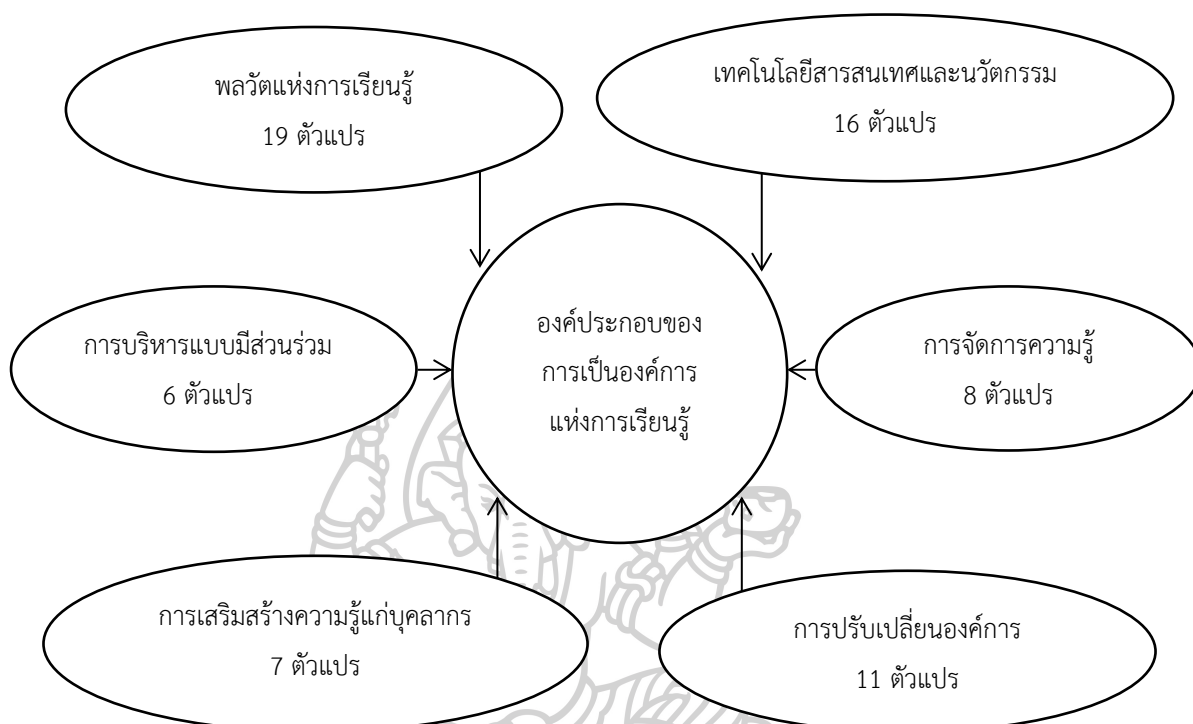 พลวัตแห่งการเรียนรู้
19 ตัวแปร
เทคโนโลยีสารสนเทศและนวัตกรรม
16 ตัวแปร
องค์ประกอบของ
การเป็นองค์การ
แห่งการเรียนรู้
การบริหารแบบมีส่วนร่วม
6 ตัวแปร
การจัดการความรู้
8 ตัวแปร
การเสริมสร้างความรู้แก่บุคลากร
7 ตัวแปร
การปรับเปลี่ยนองค์การ
11 ตัวแปร